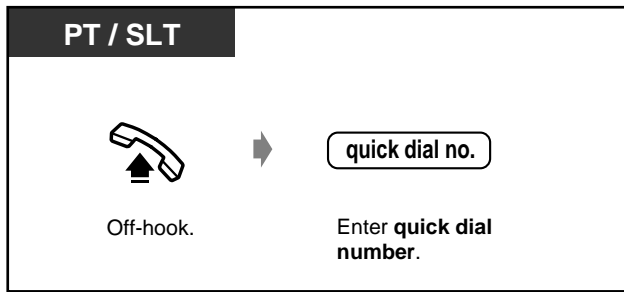 PT / SLT
quick dial no.
Off-hook.
Enter quick dial
number.